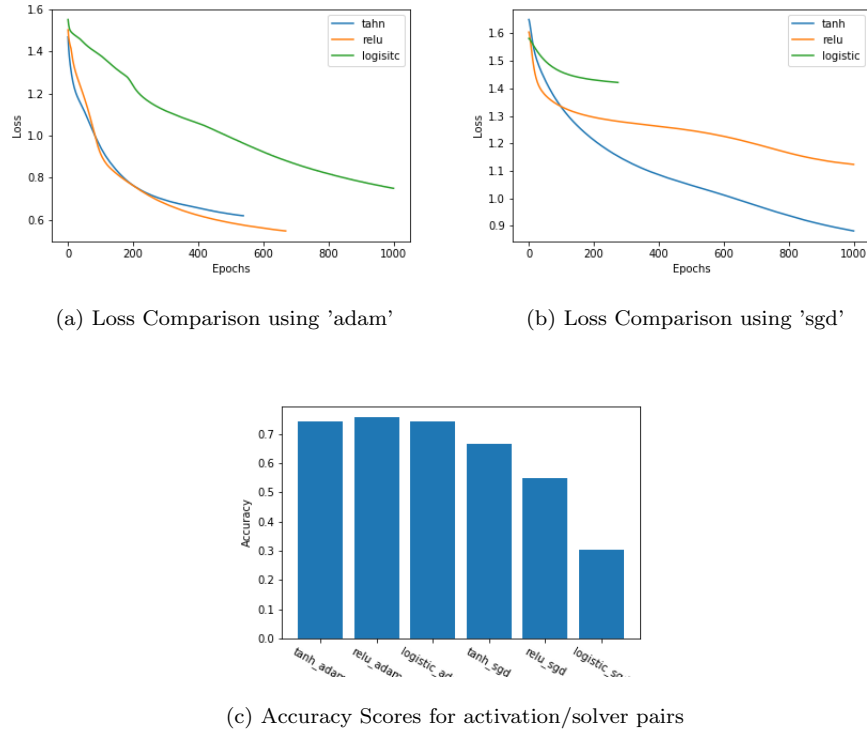 1.6
1.4
1.2
1.0
0.8
0.6
Loss
0 200 400 600 800 1000
Epochs
tahn
relu
logisitc
(a) Loss Comparison using 'adam'
1.6
1.5
1.4
1.3
1.2
1.1
1.0
0.9
Loss
0 200 400 600 800 1000
Epochs
tanh
relu
logistic
(b) Loss Comparison using 'sgd'
0.7
0.6
0.5
0.4
0.3
0.2
0.1
0.0
Accuracy
tanh_adam
relu_adam
logistic_ad
tanh_sgd
relu_sgd
logistic_sg
(c) Accuracy Scores for activation/solver pairs